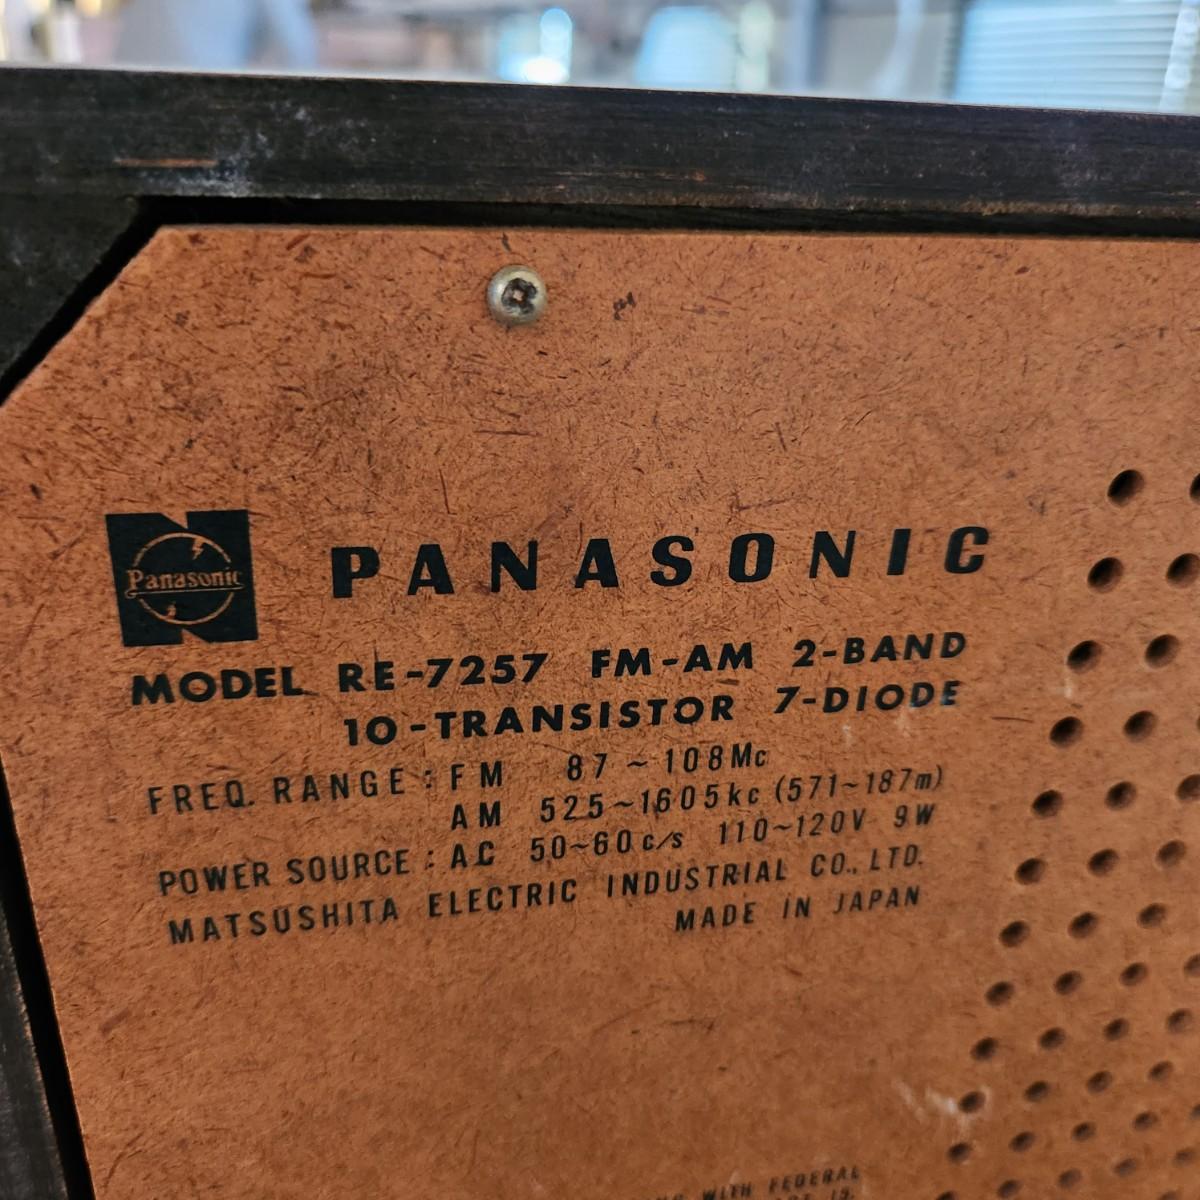 Panasonic
PANASONIC
MODEL RE-7257 FM-AM 2-BAND
10-TRANSISTOR 7-DIODE
FREQ. RANGE : FM 87 ~ 108Mc
AM 525~1605kc (571~187m)
POWER SOURCE : AC 50~60c/s 110~120V 9W
MATSUSHITA ELECTRIC INDUSTRIAL CO., LTD.
MADE IN JAPAN
WITH FEDERAL
15.